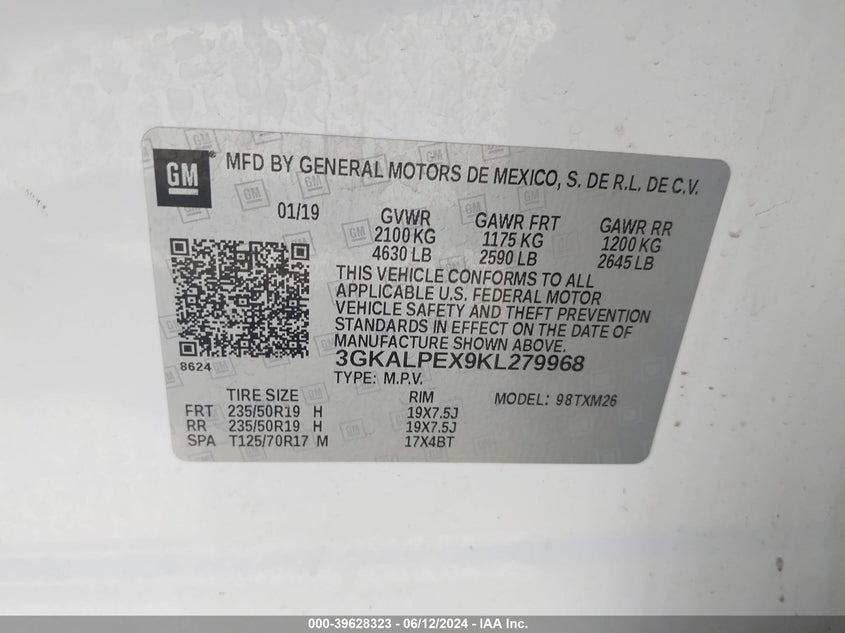 GM ® MFD BY GENERAL MOTORS DE MEXICO, S. DE R.L. DE C.V.
01/19 GVWR GAWR FRT GAWR RR
2100 KG 1175 KG 1200 KG
4630 LB 2590 LB 2645 LB
THIS VEHICLE CONFORMS TO ALL
APPLICABLE U.S. FEDERAL MOTOR
VEHICLE SAFETY AND THEFT PREVENTION
STANDARDS IN EFFECT ON THE DATE OF
MANUFACTURE SHOWN ABOVE.
8624 3GKALPEX9KL279968
TYPE: M.P.V.
TIRE SIZE RIM MODEL: 98TXM26
FRT 235/50R19 H 19X7.5J
RR 235/50R19 H 19X7.5J
SPA T125/70R17 M 17X4BT
000-39628323 - 06/12/2024 - IAA Inc.